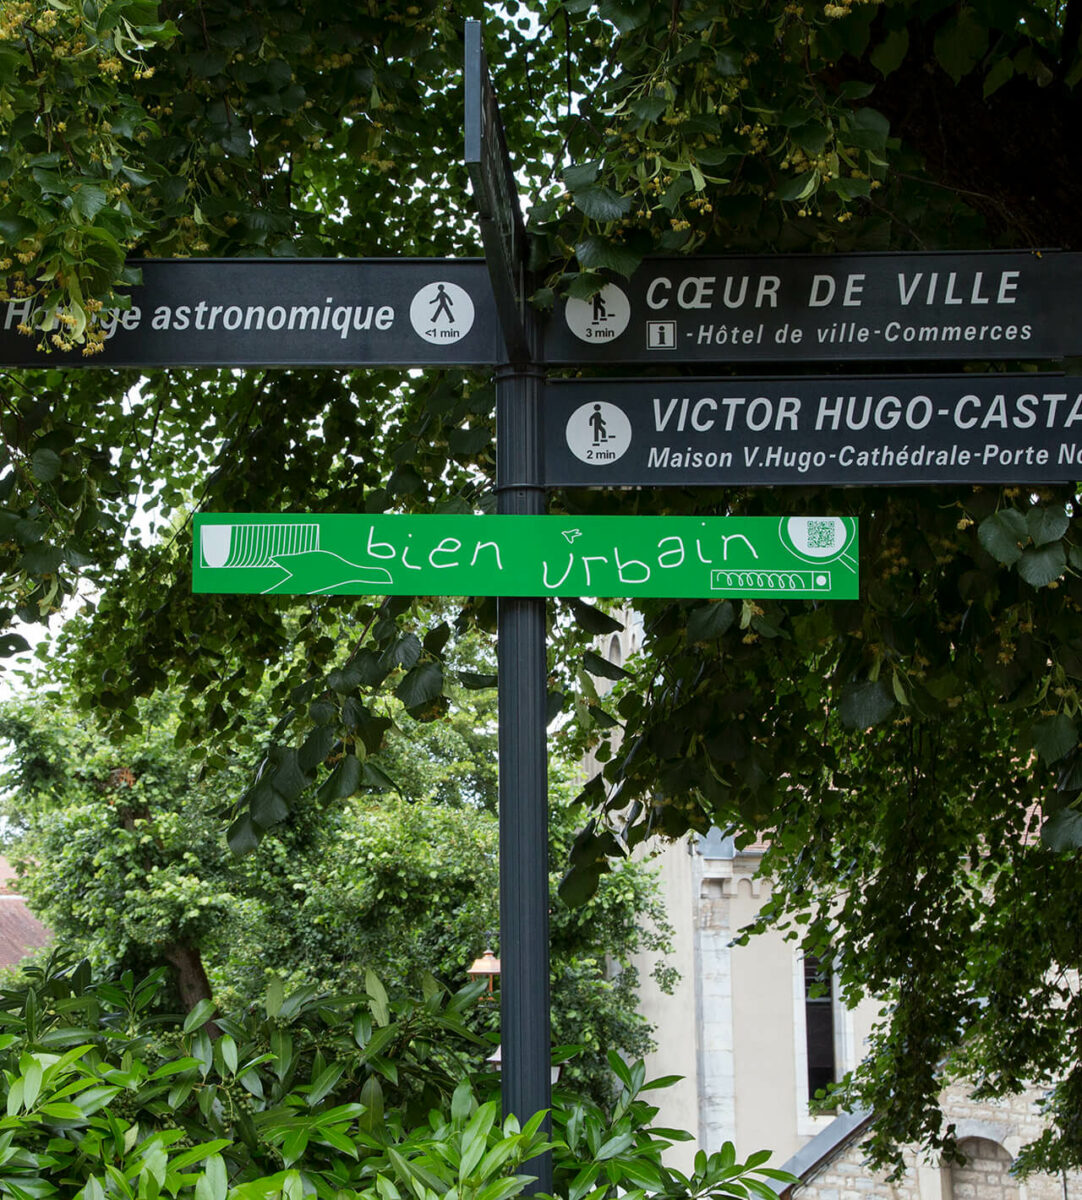 astronomique
<1 min
3 min
CŒUR DE VILLE
i -Hôtel de ville-Commerces
2 min
VICTOR HUGO-CASTA
Maison V.Hugo-Cathédrale-Porte No
bien urbain